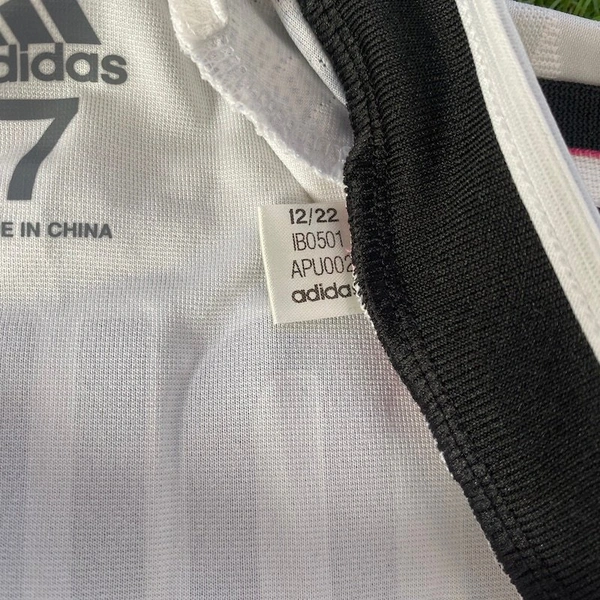 adidas
7
E IN CHINA
12/22
IB0501
APU002
adidas